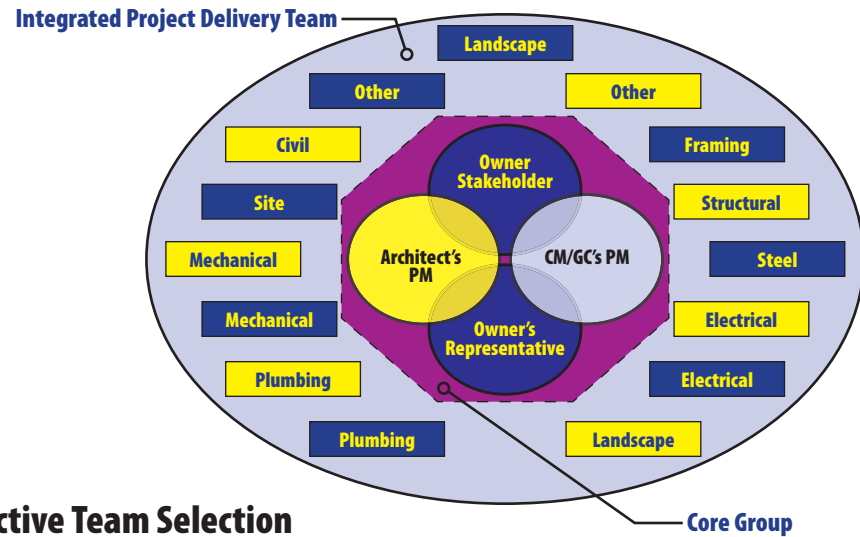 Integrated Project Delivery Team
Landscape
Other
Other
Civil
Framing
Owner
Stakeholder
Site
Structural
Mechanical
Architect's
PM
CM/GC's PM
Steel
Mechanical
Electrical
Owner's
Representative
Plumbing
Electrical
Plumbing
Landscape
ctive Team Selection
Core Group